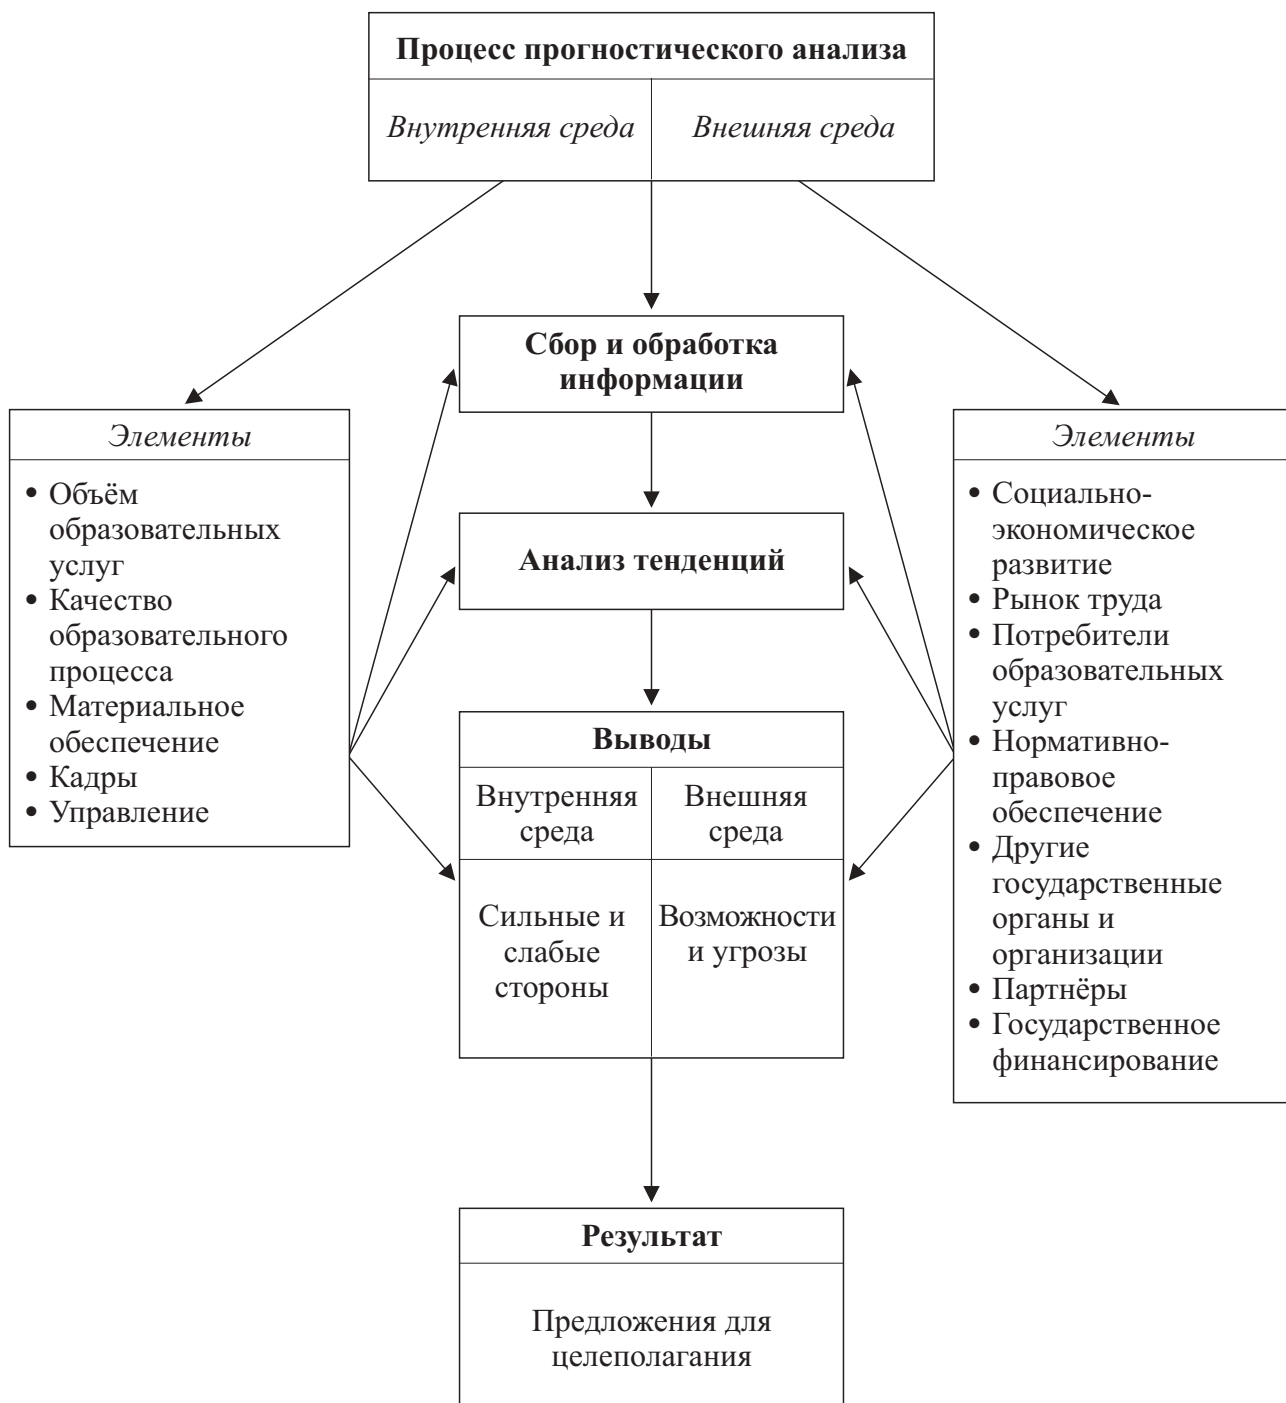 Процесс прогностического анализа
Внутренняя среда
Внешняя среда
Сбор и обработка
информации
Элементы
• Объём
образовательных
услуг
• Качество
образовательного
процесса
• Материальное
обеспечение
• Кадры
• Управление
Анализ тенденций
Выводы
Внутренняя
среда
Внешняя
среда
Сильные и
слабые
стороны
Возможности
и угрозы
Элементы
• Социально-
экономическое
развитие
• Рынок труда
• Потребители
образовательных
услуг
• Нормативно-
правовое
обеспечение
• Другие
государственные
органы и
организации
• Партнёры
• Государственное
финансирование
Результат
Предложения для
целеполагания